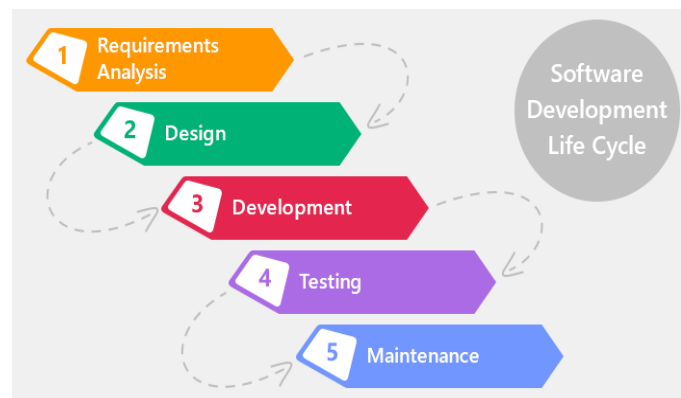 1
Requirements
Analysis
2
Design
3
Development
4
Testing
5
Maintenance
Software
Development
Life Cycle